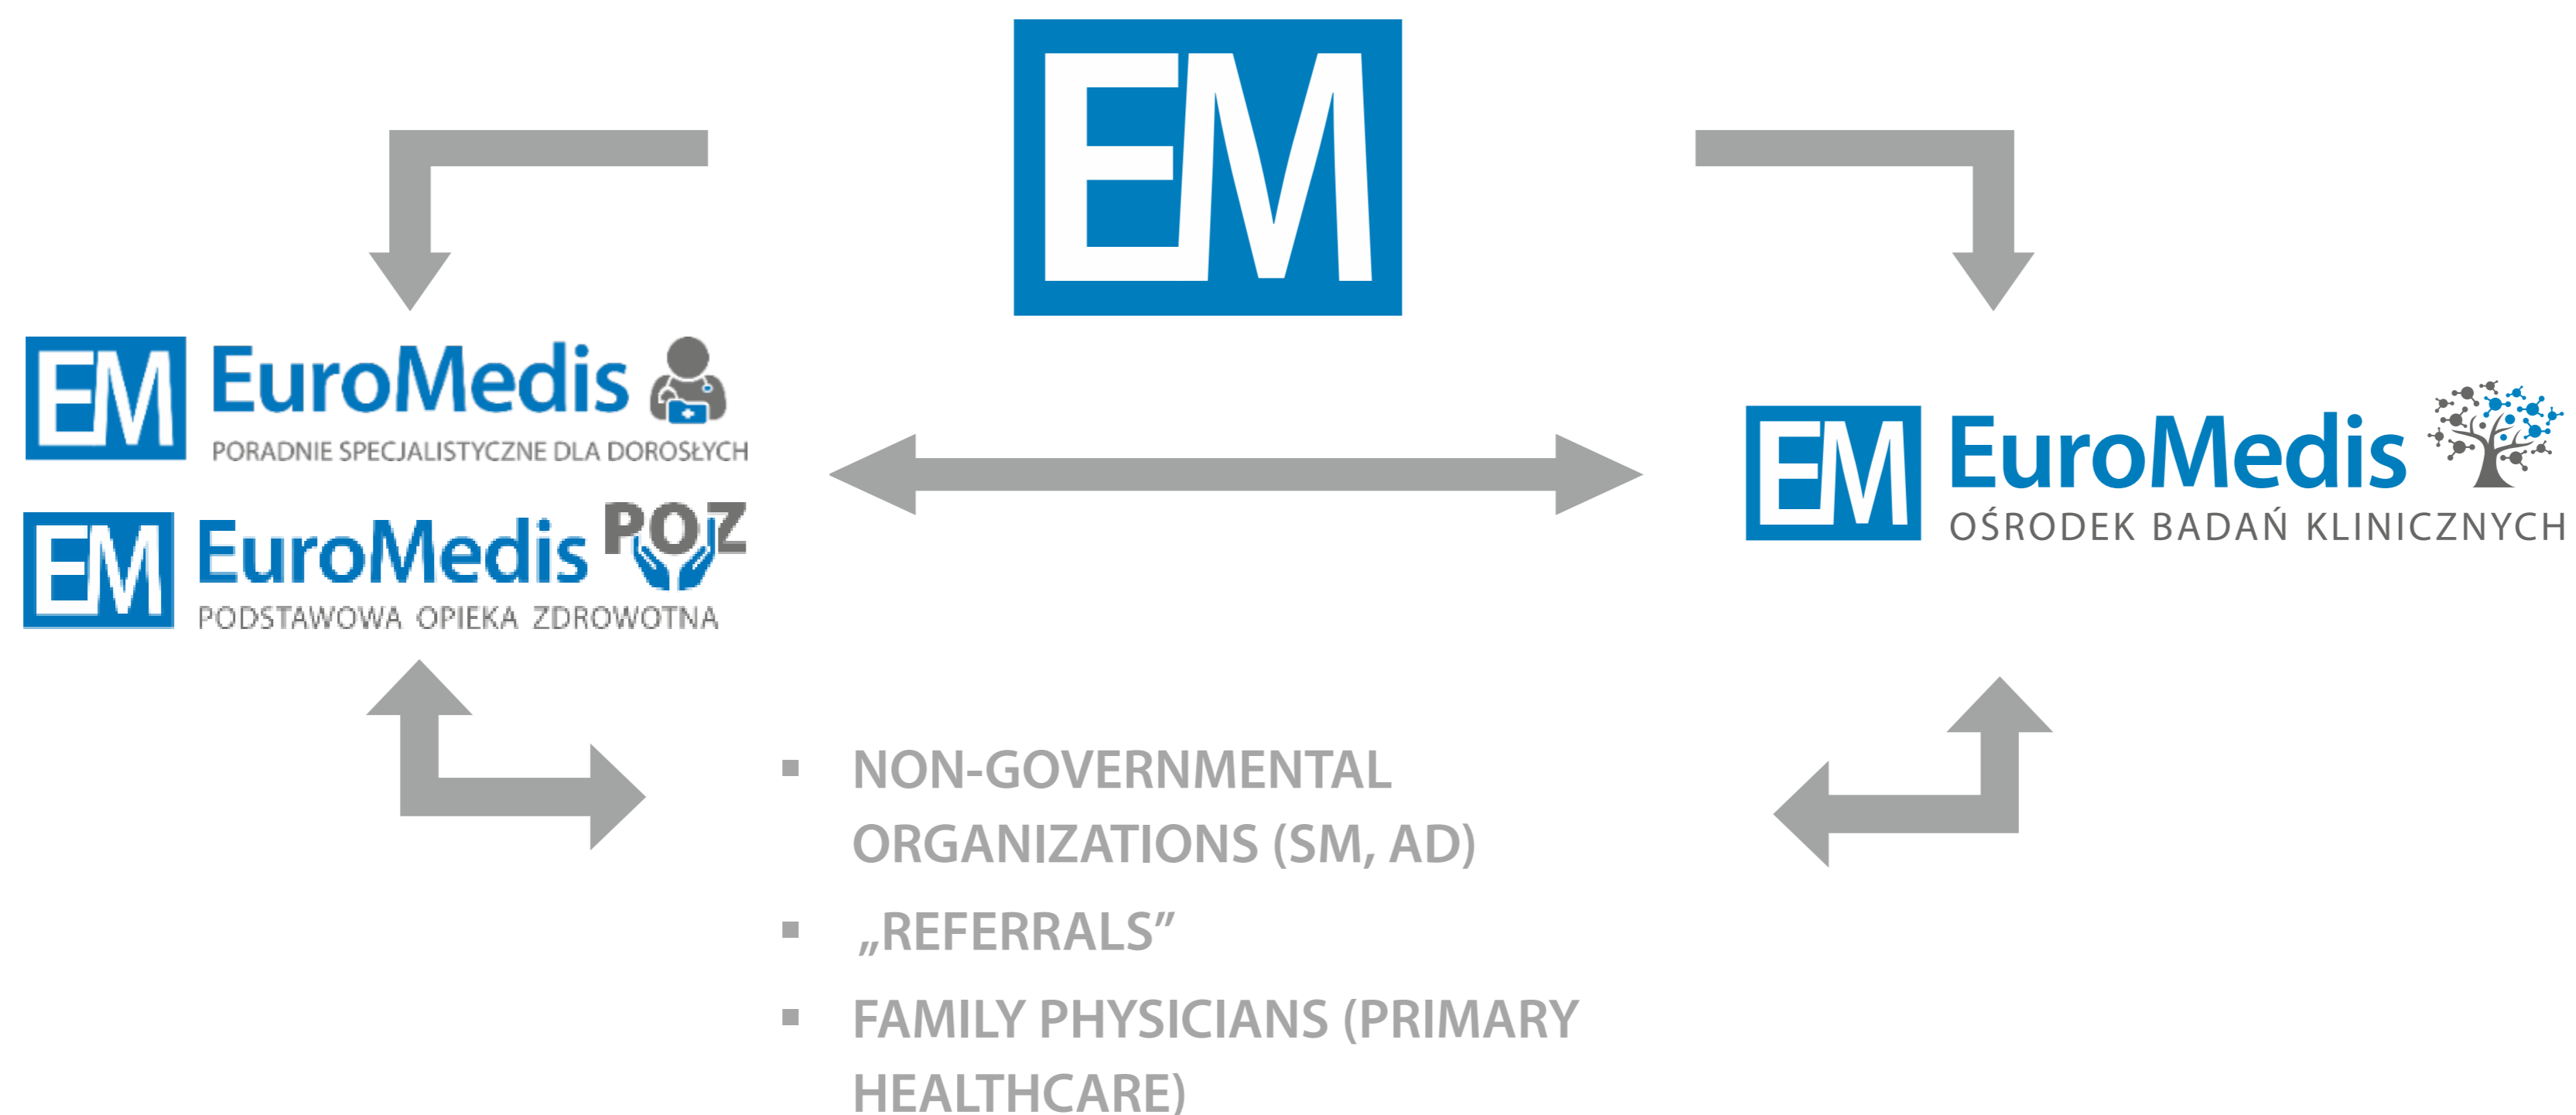 EM
EM EuroMedis
PORADNIE SPECJALISTYCZNE DLA DOROSŁYCH
EM EuroMedis POZ
PODSTAWOWA OPIEKA ZDROWOTNA
EM EuroMedis
OŚRODEK BADAŃ KLINICZNYCH
▪ NON-GOVERNMENTAL
ORGANIZATIONS (SM, AD)
▪ „REFERRALS”
▪ FAMILY PHYSICIANS (PRIMARY
HEALTHCARE)